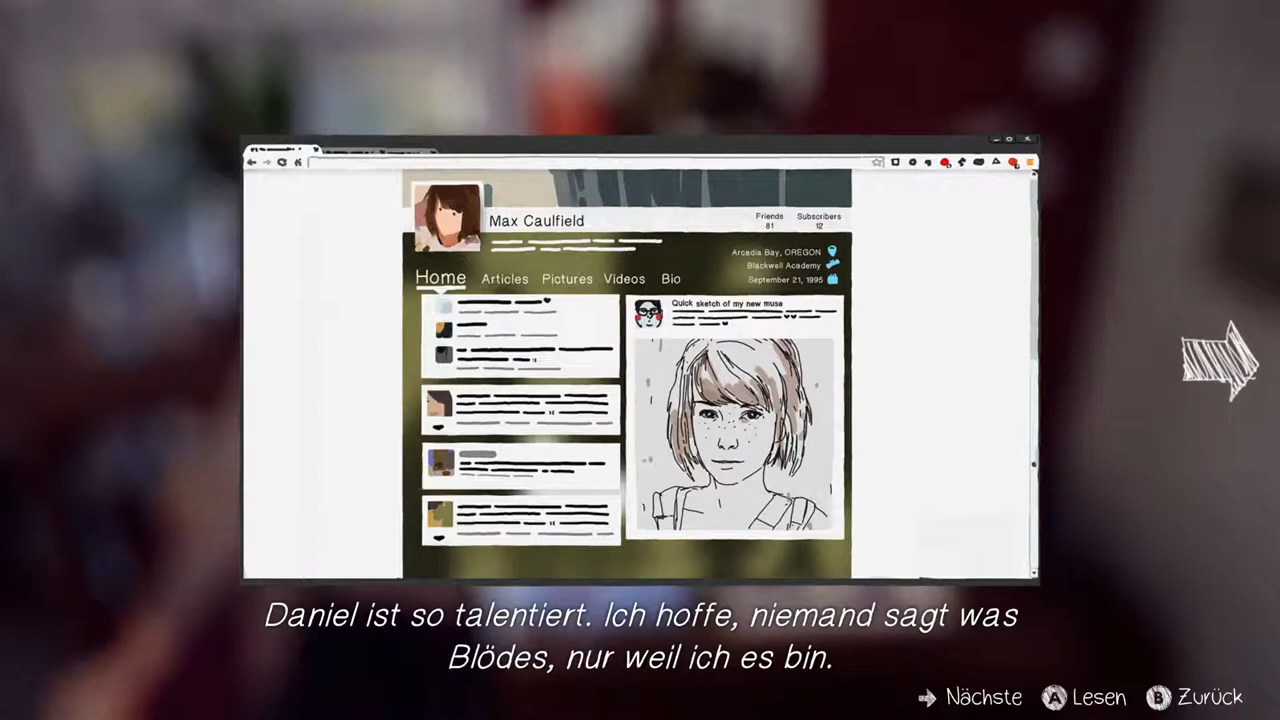 Max Caulfield
Friends
81
Subscribers
12
Arcadia Bay, OREGON
Blackwell Academy
September 21, 1995
Home Articles Pictures Videos Bio
Quick sketch of my new muse
Daniel ist so talentiert. Ich hoffe, niemand sagt was
Blödes, nur weil ich es bin.
Nächste A Lesen B Zurück